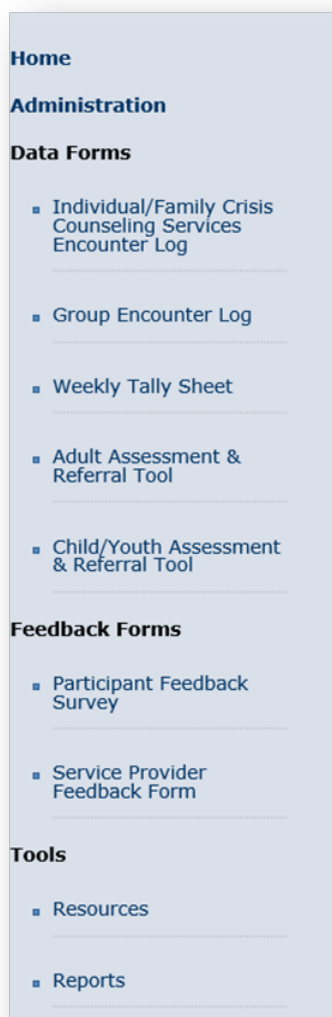 Home
Administration
Data Forms
Individual/Family Crisis
Counseling Services
Encounter Log
Group Encounter Log
Weekly Tally Sheet
Adult Assessment &
Referral Tool
Child/Youth Assessment
& Referral Tool
Feedback Forms
Participant Feedback
Survey
Service Provider
Feedback Form
Tools
Resources
Reports